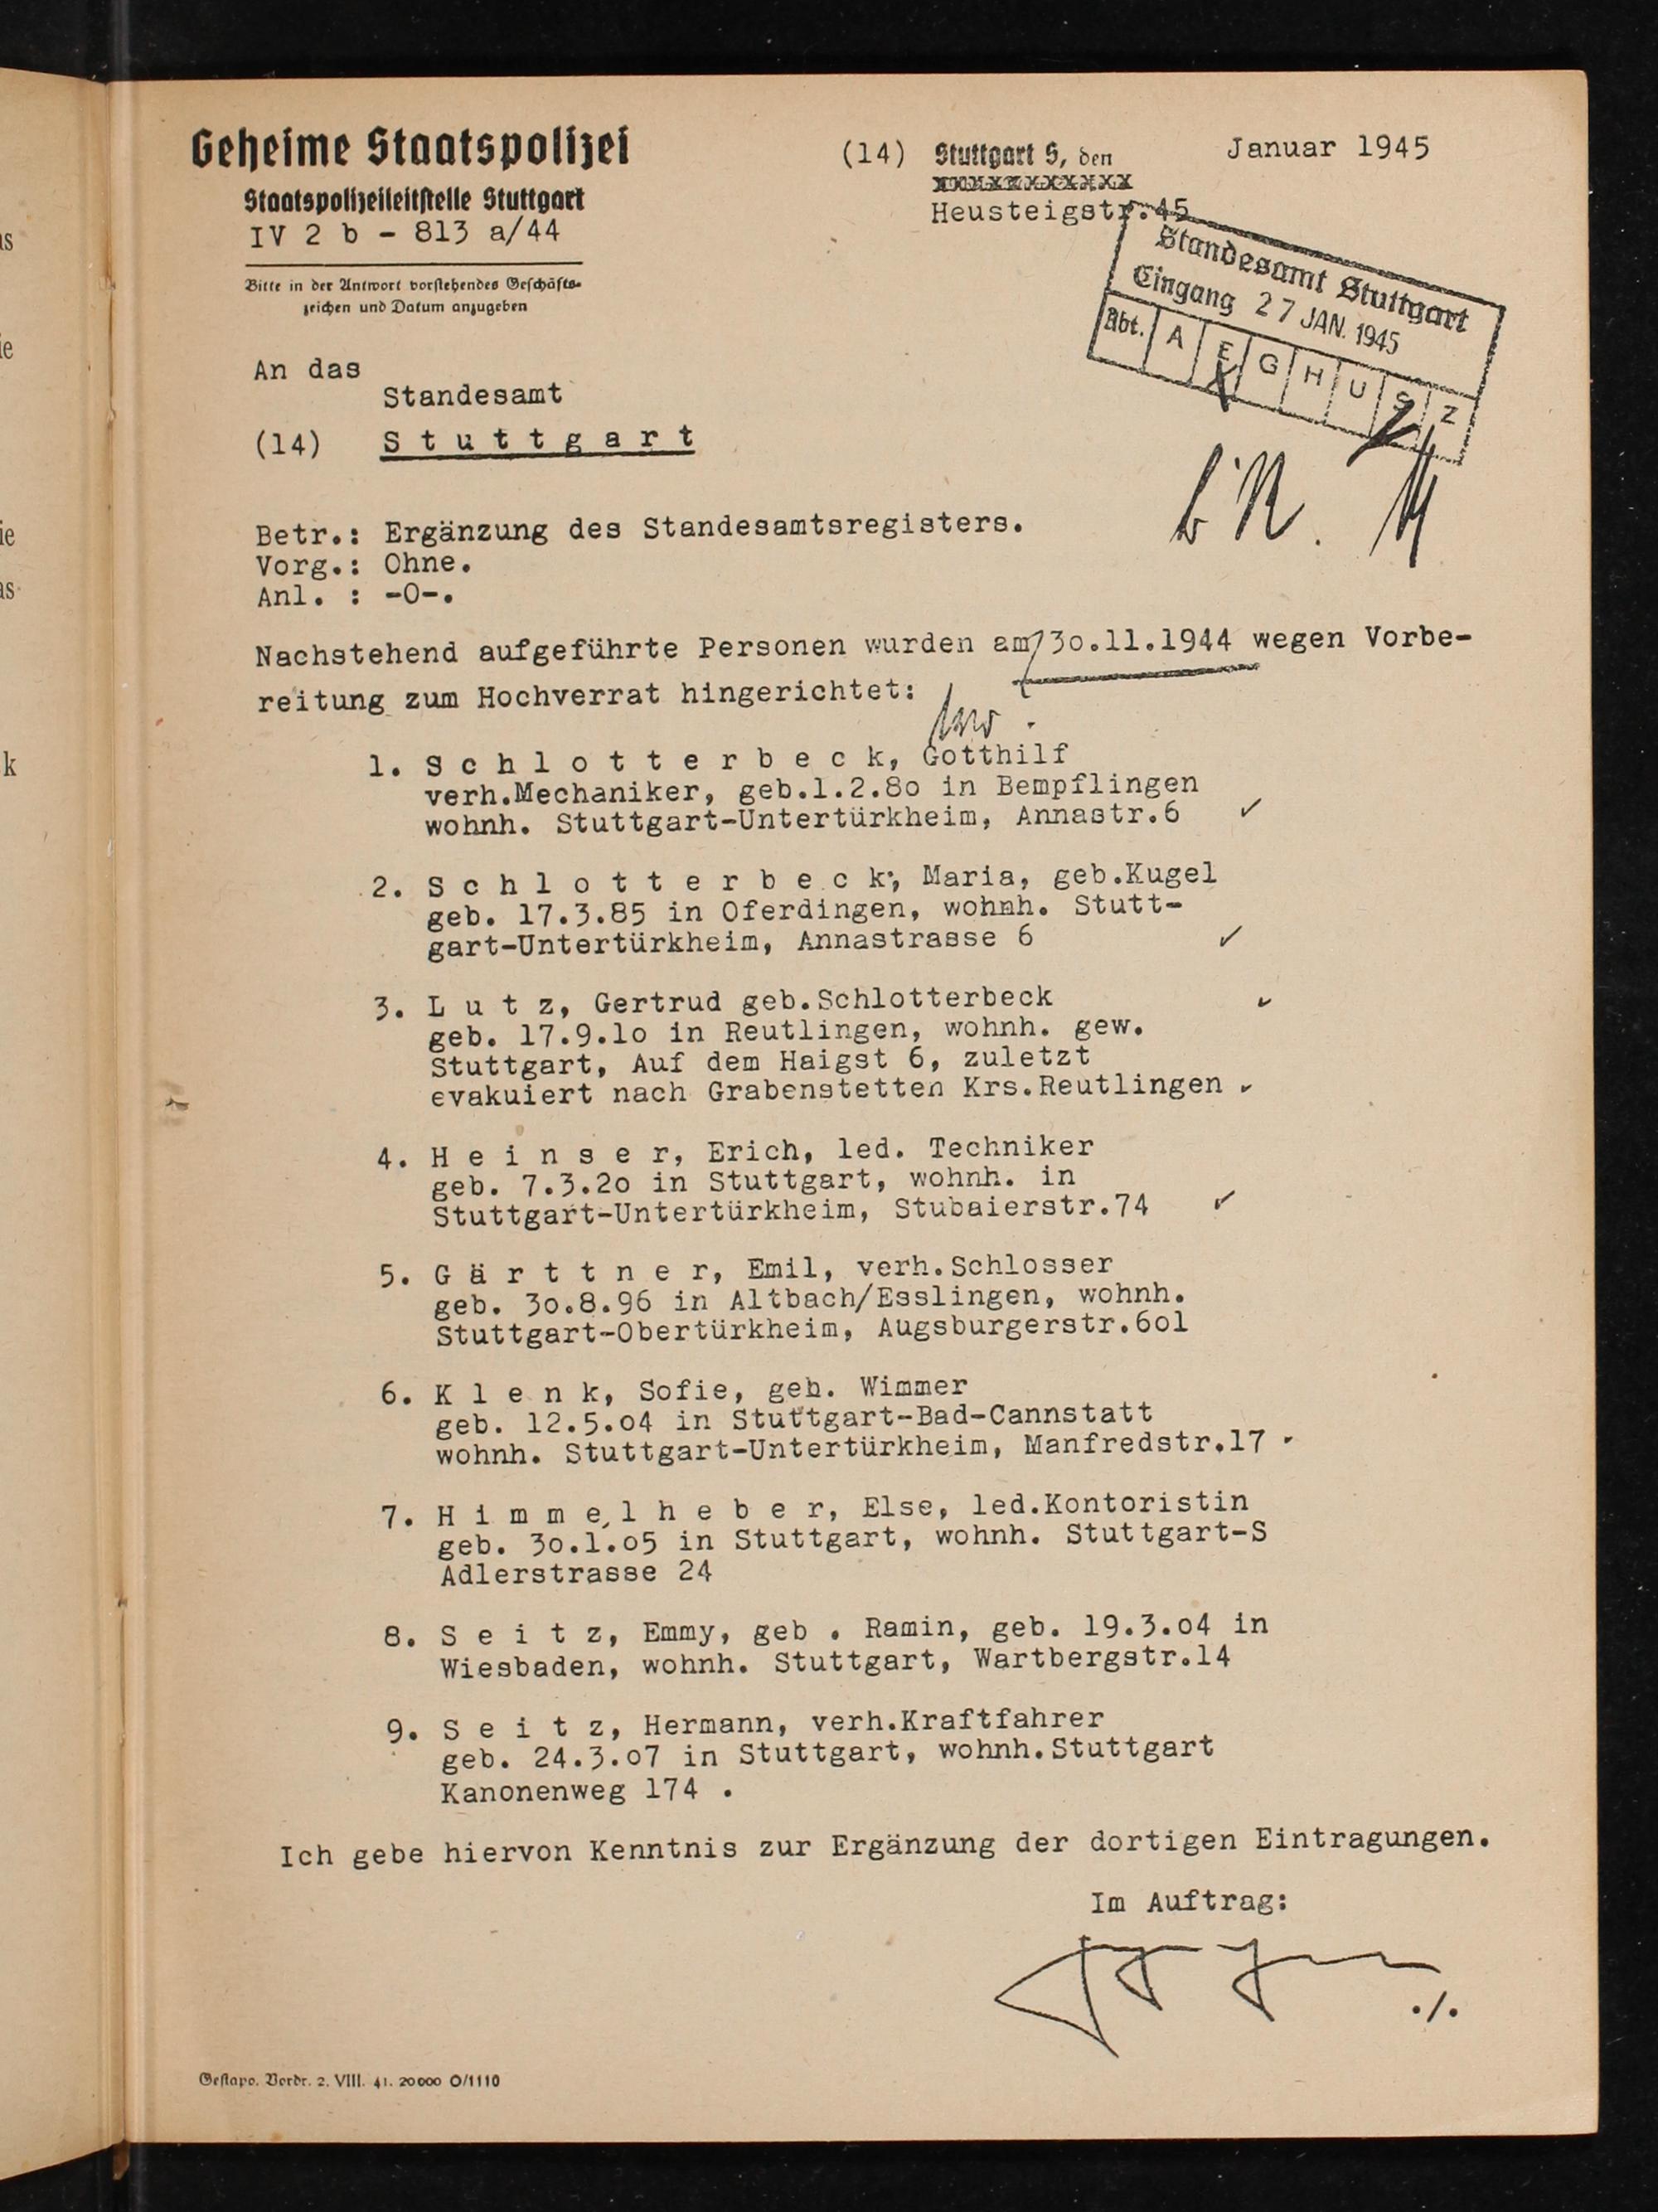 Geheime Staatspolizei
Staatspolizeileitstelle Stuttgart
IV 2 b - 813 a/44
Bitte in der Antwort vorstehendes Geschäfts-
zeichen und Datum anzugeben
(14) Stuttgart S, den Januar 1945
Heusteigstr.45
Standesamt Stuttgart
Eingang 27 JAN. 1945
Abt. A E G H U S Z
An das
Standesamt
(14) Stuttgart
Betr.: Ergänzung des Standesamtsregisters.
Vorg.: Ohne.
Anl. : -0-.
Nachstehend aufgeführte Personen wurden am 30.11.1944 wegen Vorbe-
reitung zum Hochverrat hingerichtet:
1. Schlotterbeck, Gotthilf
verh.Mechaniker, geb.1.2.80 in Bempflingen
wohnh. Stuttgart-Untertürkheim, Annastr.6
2. Schlotterbeck, Maria, geb.Kugel
geb. 17.3.85 in Oferdingen, wohnh. Stutt-
gart-Untertürkheim, Annastrasse 6
3. Lutz, Gertrud geb.Schlotterbeck
geb. 17.9.10 in Reutlingen, wohnh. gew.
Stuttgart, Auf dem Haigst 6, zuletzt
evakuiert nach Grabenstetten Krs.Reutlingen
4. Heinser, Erich, led. Techniker
geb. 7.3.20 in Stuttgart, wohnh. in
Stuttgart-Untertürkheim, Stubaierstr.74
5. Gärttner, Emil, verh.Schlosser
geb. 30.8.96 in Altbach/Esslingen, wohnh.
Stuttgart-Obertürkheim, Augsburgerstr.601
6. Klenk, Sofie, geb. Wimmer
geb. 12.5.04 in Stuttgart-Bad-Cannstatt
wohnh. Stuttgart-Untertürkheim, Manfredstr.17
7. Himmelheber, Else, led.Kontoristin
geb. 30.1.05 in Stuttgart, wohnh. Stuttgart-S
Adlerstrasse 24
8. Seitz, Emmy, geb . Ramin, geb. 19.3.04 in
Wiesbaden, wohnh. Stuttgart, Wartbergstr.14
9. Seitz, Hermann, verh.Kraftfahrer
geb. 24.3.07 in Stuttgart, wohnh.Stuttgart
Kanonenweg 174 .
Ich gebe hiervon Kenntnis zur Ergänzung der dortigen Eintragungen.
Im Auftrag:
./.
Gestapo. Vordr. 2. VIII. 41. 20000 O/1110